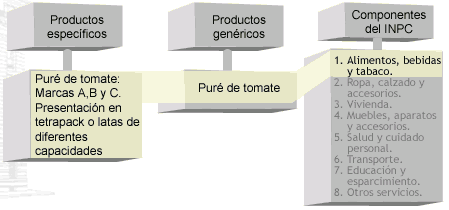 Productos
específicos
Productos
genéricos
Componentes
del INPC
Puré de tomate:
Marcas A,B y C.
Presentación en
tetrapack o latas de
diferentes
capacidades
Puré de tomate
1. Alimentos, bebidas
y tabaco.
2. Ropa, calzado y
accesorios.
3. Vivienda.
4. Muebles, aparatos
y accesorios.
5. Salud y cuidado
personal.
6. Transporte.
7. Educación y
esparcimiento.
8. Otros servicios.